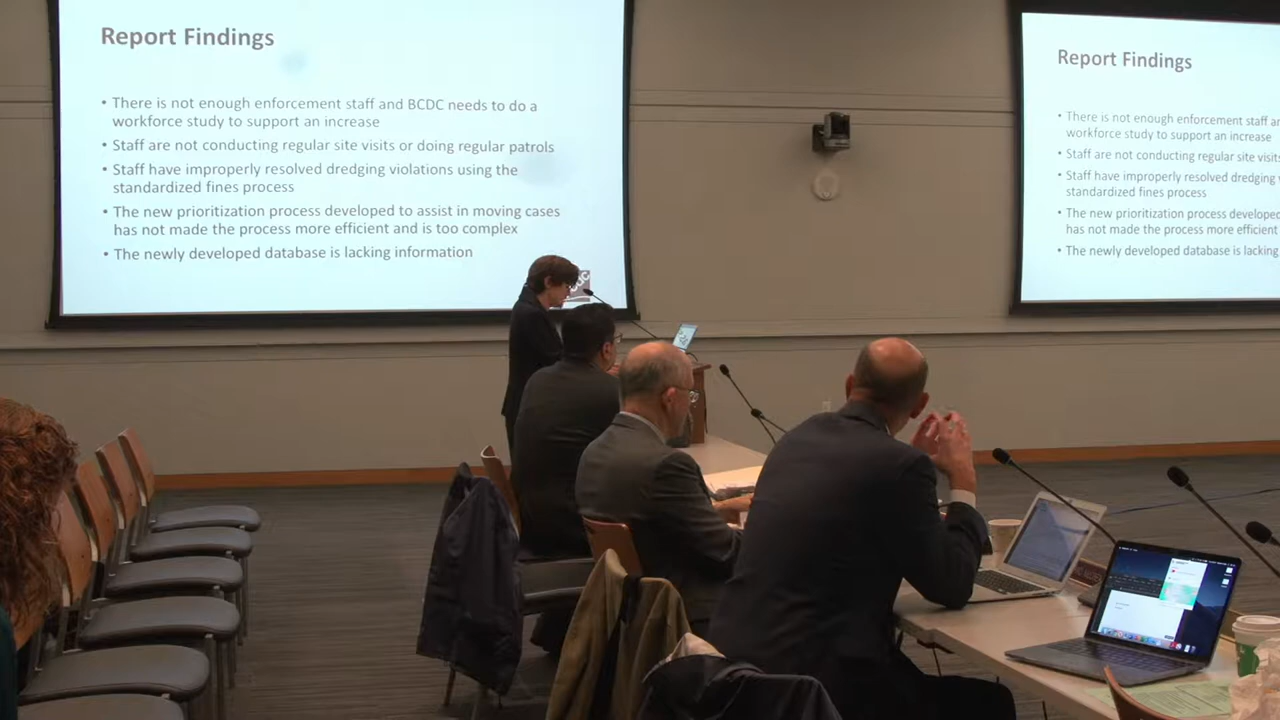 Report Findings
• There is not enough enforcement staff and BCDC needs to do a
workforce study to support an increase
• Staff are not conducting regular site visits or doing regular patrols
• Staff have improperly resolved dredging violations using the
standardized fines process
• The new prioritization process developed to assist in moving cases
has not made the process more efficient and is too complex
• The newly developed database is lacking information
Report Findings
• There is not enough enforcement staff
workforce study to support an increase
• Staff are not conducting regular site
• Staff have improperly resolved dredging
standardized fines process
• The new prioritization process
has not made the process more efficient
• The newly developed database is lacking